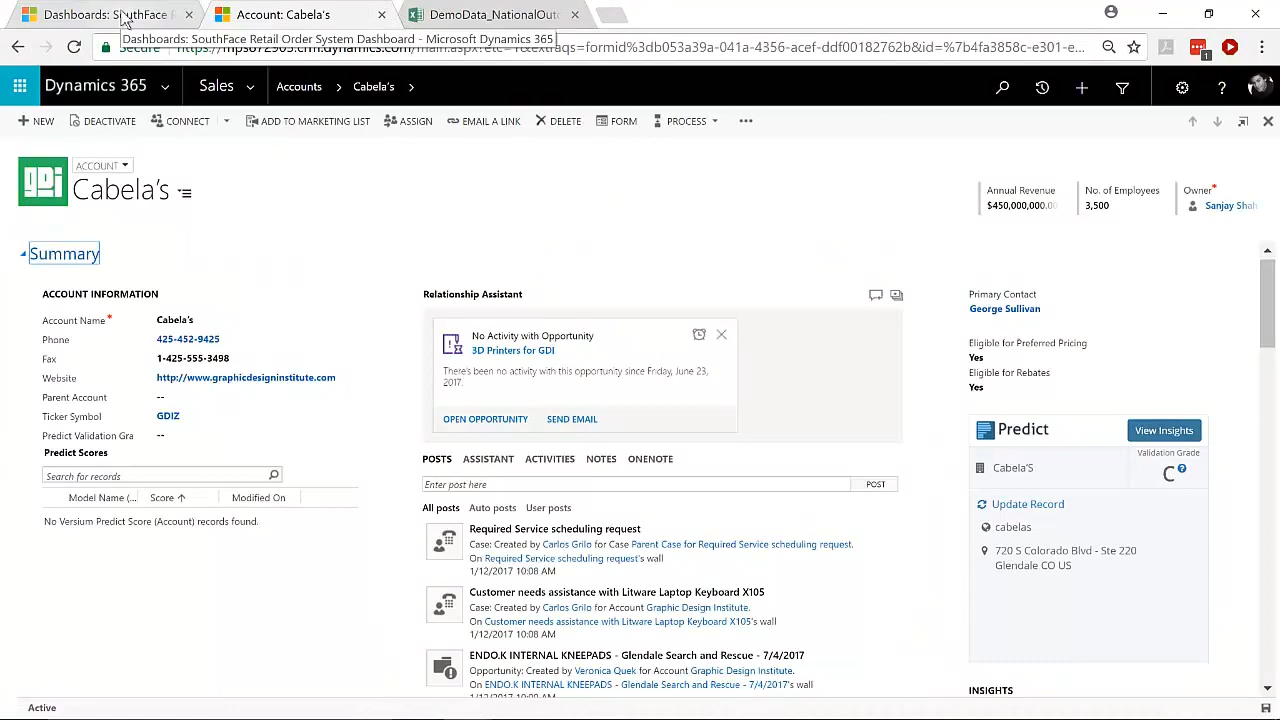 Dashboards: SouthFace R
Account: Cabela's
DemoData_NationalOut
Dashboards: SouthFace Retail Order System Dashboard - Microsoft Dynamics 365
Dynamics 365
Sales
Accounts
Cabela's
NEW
DEACTIVATE
CONNECT
ADD TO MARKETING LIST
ASSIGN
EMAIL A LINK
DELETE
FORM
PROCESS
ACCOUNT
Cabela's
gdi
Annual Revenue
No. of Employees
Owner*
$450,000,000.00
3,500
Sanjay Shah
Summary
ACCOUNT INFORMATION
Account Name*
Cabela's
Phone
425-452-9425
Fax
1-425-555-3498
Website
http://www.graphicdesigninstitute.com
Parent Account
--
Ticker Symbol
GDIZ
Predict Validation Gra
--
Predict Scores
Search for records
Model Name (...
Score
Modified On
No Versium Predict Score (Account) records found.
Relationship Assistant
No Activity with Opportunity
3D Printers for GDI
There's been no activity with this opportunity since Friday, June 23,
2017.
OPEN OPPORTUNITY
SEND EMAIL
POSTS
ASSISTANT
ACTIVITIES
NOTES
ONENOTE
Enter post here
POST
All posts
Auto posts
User posts
Required Service scheduling request
Case: Created by Carlos Grilo for Case Parent Case for Required Service scheduling request.
On Required Service scheduling request's wall
1/12/2017 10:08 AM
Customer needs assistance with Litware Laptop Keyboard X105
Case: Created by Carlos Grilo for Account Graphic Design Institute.
On Customer needs assistance with Litware Laptop Keyboard X105's wall
1/12/2017 10:08 AM
ENDO.K INTERNAL KNEEPADS - Glendale Search and Rescue - 7/4/2017
Opportunity: Created by Veronica Quek for Account Graphic Design Institute.
On ENDO.K INTERNAL KNEEPADS - Glendale Search and Rescue - 7/4/2017's wall
Primary Contact
George Sullivan
Eligible for Preferred Pricing
Yes
Eligible for Rebates
Yes
Predict
View Insights
Cabela'S
Validation Grade
C
Update Record
cabelas
720 S Colorado Blvd - Ste 220
Glendale CO US
INSIGHTS
Active